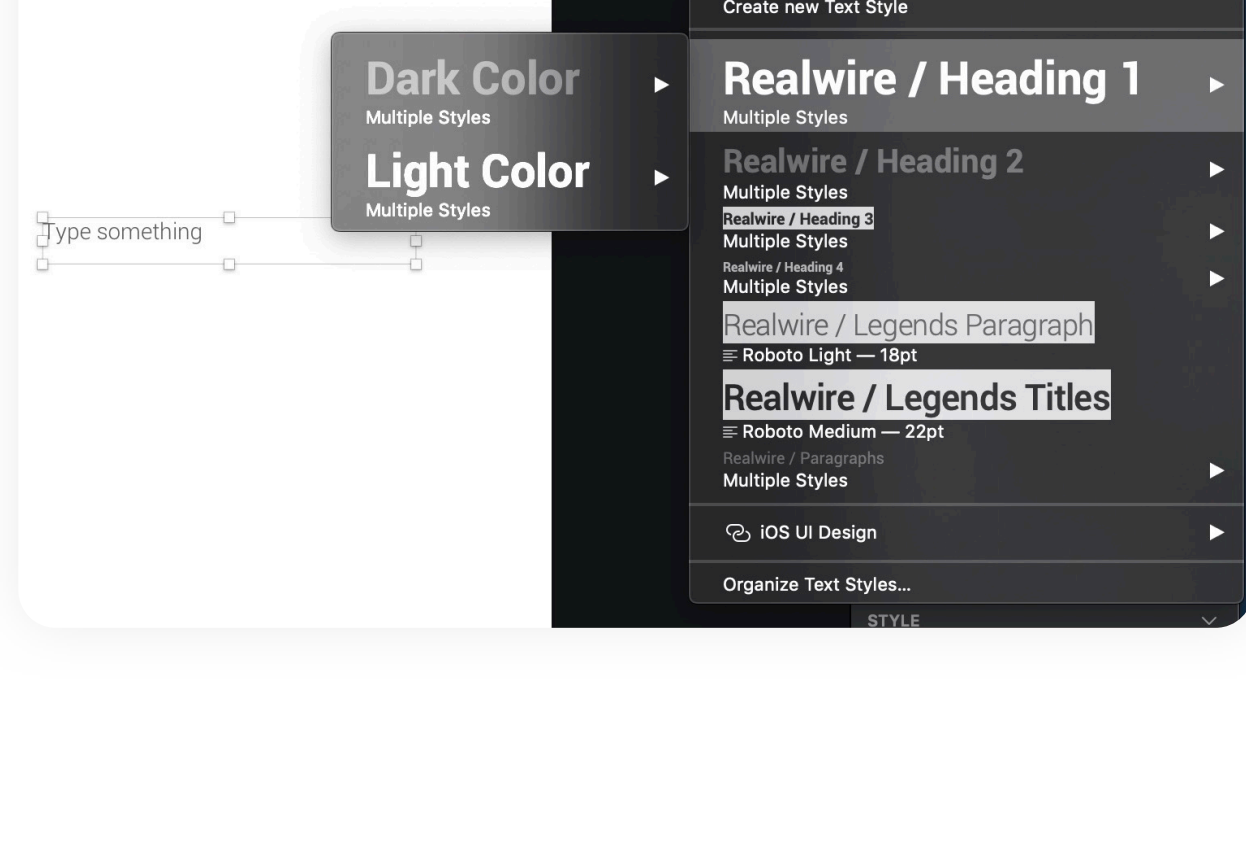 Create new Text Style
Dark Color
Multiple Styles
Light Color
Multiple Styles
Realwire / Heading 1
Multiple Styles
Realwire / Heading 2
Multiple Styles
Realwire / Heading 3
Multiple Styles
Realwire / Heading 4
Multiple Styles
Realwire / Legends Paragraph
Roboto Light — 18pt
Realwire / Legends Titles
Roboto Medium — 22pt
Realwire / Paragraphs
Multiple Styles
iOS UI Design
Organize Text Styles...
STYLE
Type something